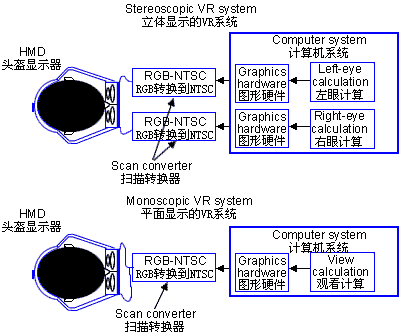 Stereoscopic VR system
立体显示的VR系统
HMD
头盔显示器
Computer system
计算机系统
RGB-NTSC
RGB转换到NTSC
Graphics
hardware
图形硬件
Left-eye
calculation
左眼计算
RGB-NTSC
RGB转换到NTSC
Graphics
hardware
图形硬件
Right-eye
calculation
右眼计算
Scan converter
扫描转换器
Monoscopic VR system
平面显示的VR系统
HMD
头盔显示器
Computer system
计算机系统
RGB-NTSC
RGB转换到NTSC
Graphics
hardware
图形硬件
View
calculation
观看计算
Scan converter
扫描转换器